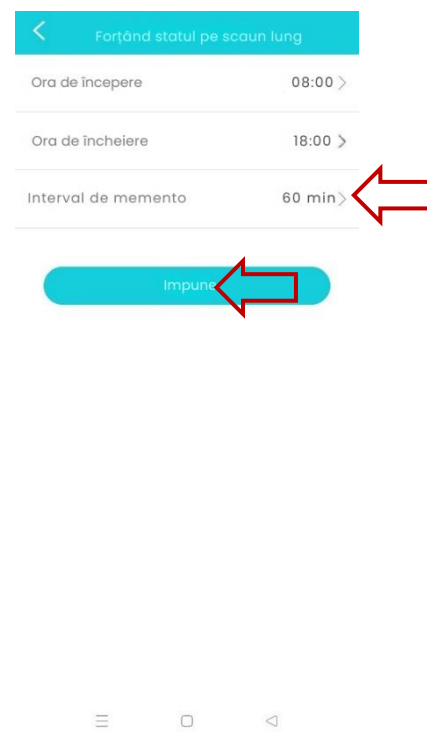 Forțând statul pe scaun lung
Ora de începere 08:00
Ora de încheiere 18:00
Interval de memento 60 min
Impune